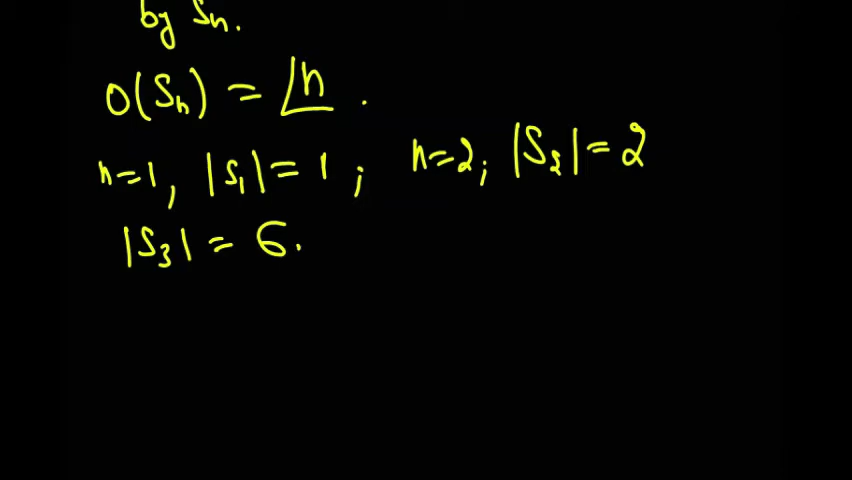 by Sn.
O(Sn) = ⌊n .
n=1, |S1| = 1 ; n=2; |S2| = 2
|S3| = 6.